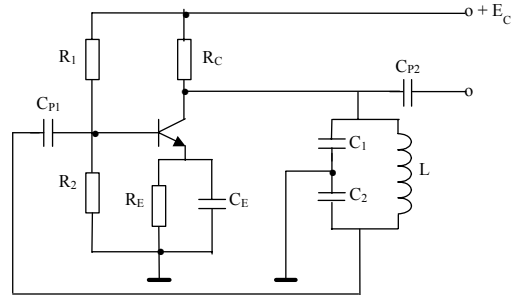 o + E_C
R_1
R_C
C_P2
C_P1
o
C_1
L
R_2
C_2
R_E
C_E